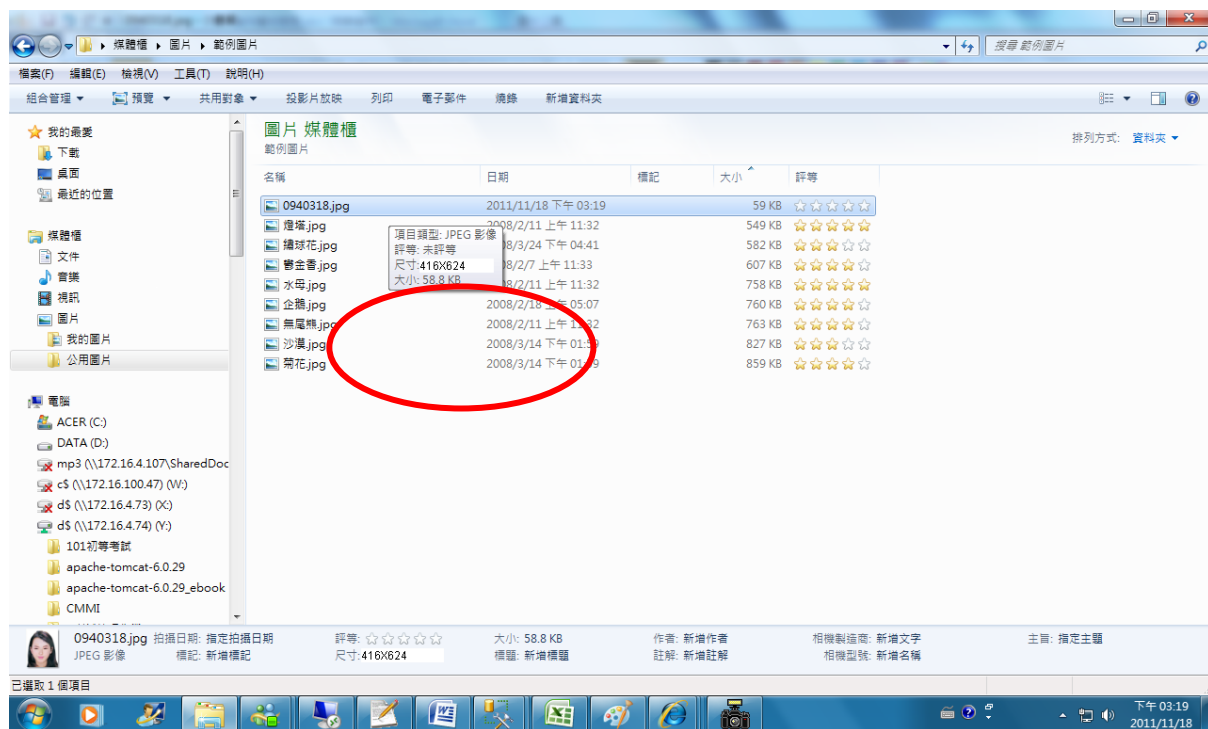 媒體櫃 ▸ 圖片 ▸ 範例圖片
搜尋 範例圖片
檔案(F) 編輯(E) 檢視(V) 工具(T) 說明(H)
組合管理 預覽 共用對象 投影片放映 列印 電子郵件 燒錄 新增資料夾
我的最愛
下載
桌面
最近的位置
媒體櫃
文件
音樂
視訊
圖片
我的圖片
公用圖片
電腦
ACER (C:)
DATA (D:)
mp3 (\\172.16.4.107\SharedDoc
c$ (\\172.16.100.47) (W:)
d$ (\\172.16.4.73) (X:)
d$ (\\172.16.4.74) (Y:)
101初等考試
apache-tomcat-6.0.29
apache-tomcat-6.0.29_ebook
CMMI
圖片 媒體櫃
範例圖片
排列方式: 資料夾
名稱 日期 標記 大小 評等
0940318.jpg 2011/11/18 下午 03:19 59 KB
燈塔.jpg 2008/2/11 上午 11:32 549 KB
繡球花.jpg 8/3/24 下午 04:41 582 KB
鬱金香.jpg 8/2/7 上午 11:33 607 KB
水母.jpg 8/2/11 上午 11:32 758 KB
企鵝.jpg 2008/2/18 上午 05:07 760 KB
無尾熊.jpg 2008/2/11 上午 11:32 763 KB
沙漠.jpg 2008/3/14 下午 01:59 827 KB
菊花.jpg 2008/3/14 下午 01:59 859 KB
項目類型: JPEG 影像
評等: 未評等
尺寸:416X624
大小: 58.8 KB
0940318.jpg 拍攝日期: 指定拍攝日期 評等: 大小: 58.8 KB 作者: 新增作者 相機製造商: 新增文字 主旨: 指定主題
JPEG 影像 標記: 新增標記 尺寸:416X624 標題: 新增標題 註解: 新增註解 相機型號: 新增名稱
已選取 1 個項目
下午 03:19
2011/11/18